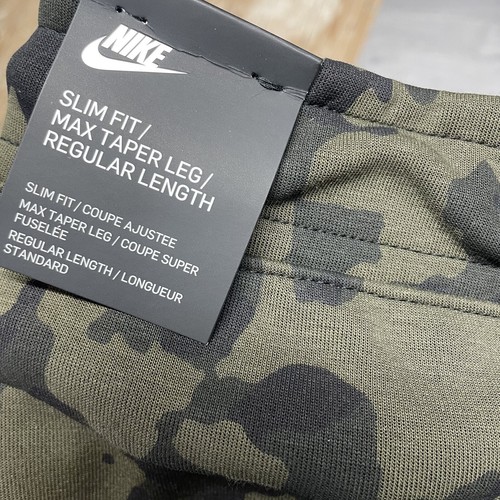 NIKE
SLIM FIT/
MAX TAPER LEG/
REGULAR LENGTH
SLIM FIT / COUPE AJUSTEE
MAX TAPER LEG / COUPE SUPER
FUSELÉE
REGULAR LENGTH / LONGUEUR
STANDARD